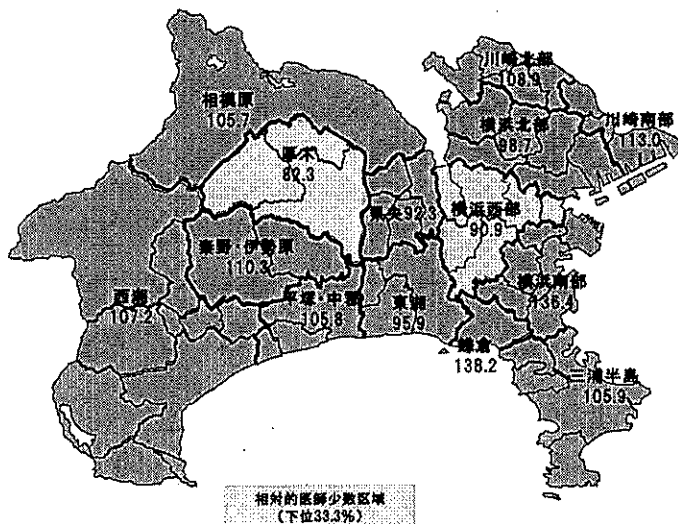 川崎北部
108.9
相模原
105.7
横浜北部
98.7
川崎南部
113.0
厚木
82.3
県央92.3
横浜西部
90.9
秦野・伊勢原
110.3
横浜南部
136.4
西湘
107.2
平塚・中郡
105.8
東湘
95.9
鎌倉
138.2
三浦半島
105.9
相対的医師少数区域
(下位33.3%)